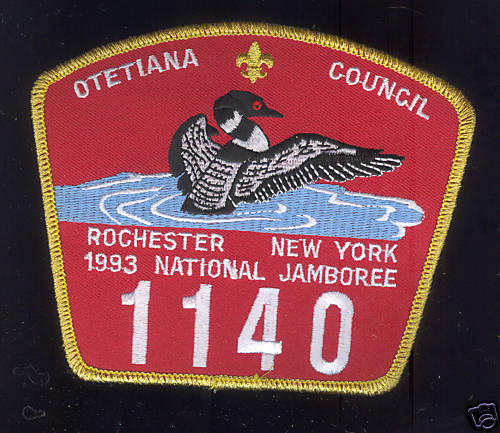 OTETIANA COUNCIL
ROCHESTER NEW YORK
1993 NATIONAL JAMBOREE
1140